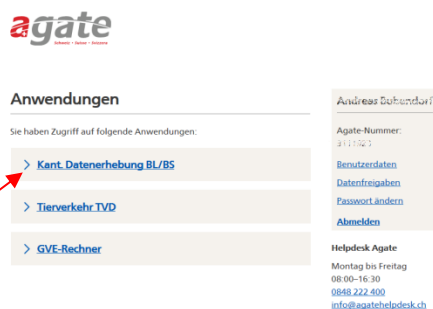 agate
Schweiz - Suisse - Svizzera
Anwendungen
Sie haben Zugriff auf folgende Anwendungen:
Kant. Datenerhebung BL/BS
Tierverkehr TVD
GVE-Rechner
Andreas
Agate-Nummer:
Benutzerdaten
Datenfreigaben
Passwort ändern
Abmelden
Helpdesk Agate
Montag bis Freitag
08:00–16:30
0848 222 400
info@agatehelpdesk.ch